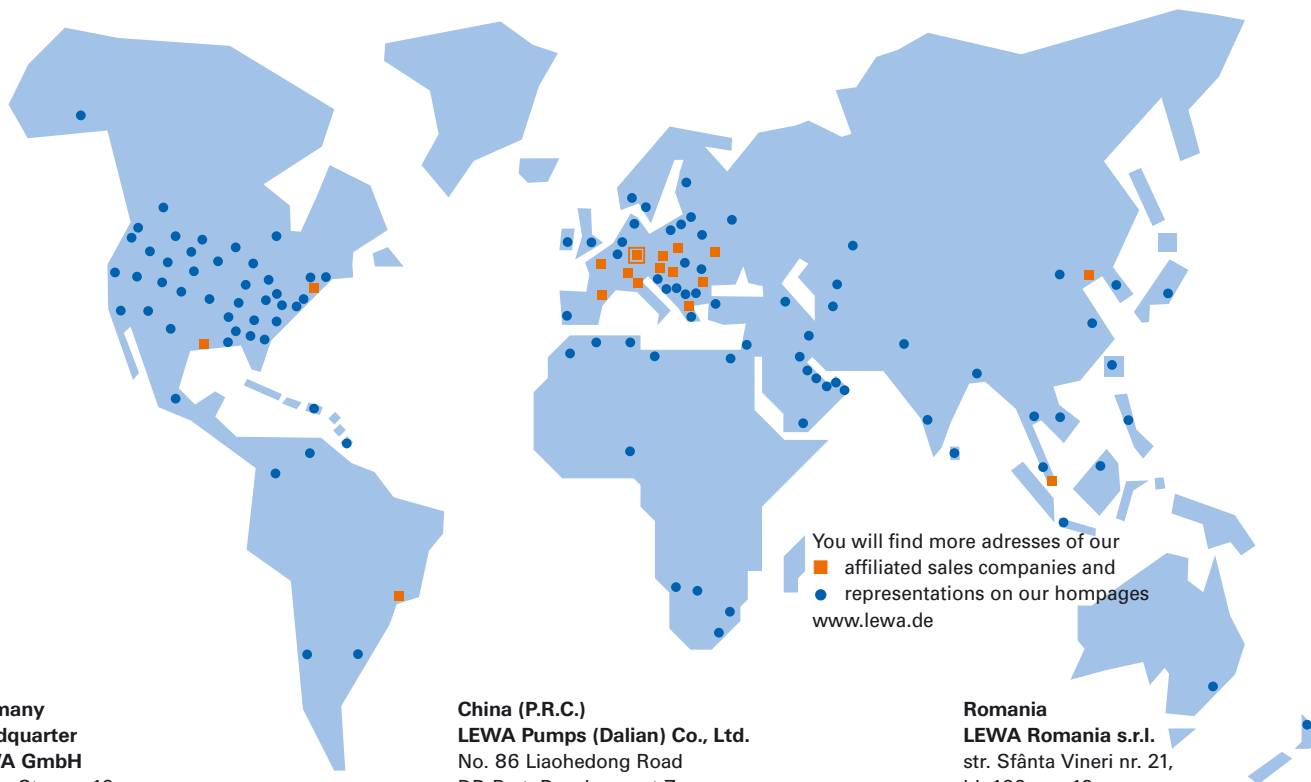 You will find more adresses of our
affiliated sales companies and
representations on our hompages
www.lewa.de
many
dquarter
GmbH
China (P.R.C.)
LEWA Pumps (Dalian) Co., Ltd.
No. 86 Liaohedong Road
Romania
LEWA Romania s.r.l.
str. Sfânta Vineri nr. 21,